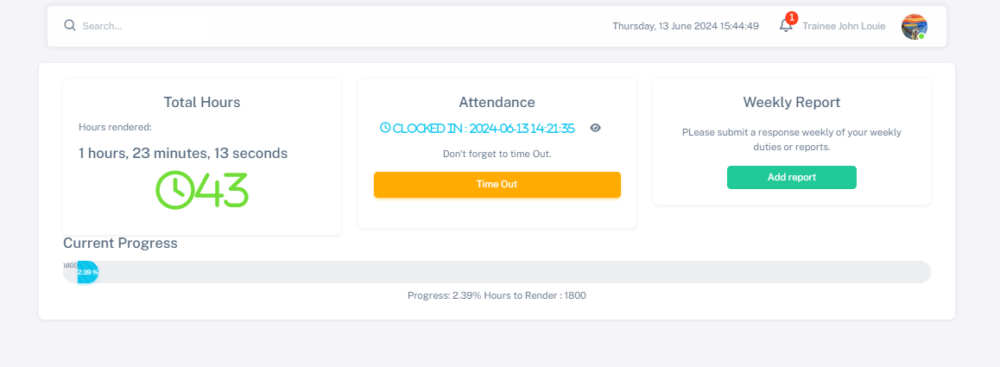 Search...
Thursday, 13 June 2024 15:44:49
1
Trainee John Louie
Total Hours
Hours rendered:
1 hours, 23 minutes, 13 seconds
43
Attendance
CLOCKED IN : 2024-06-13 14:21:35
Don't forget to time Out.
Time Out
Weekly Report
PLease submit a response weekly of your weekly
duties or reports.
Add report
Current Progress
1800
2.39 %
Progress: 2.39% Hours to Render : 1800